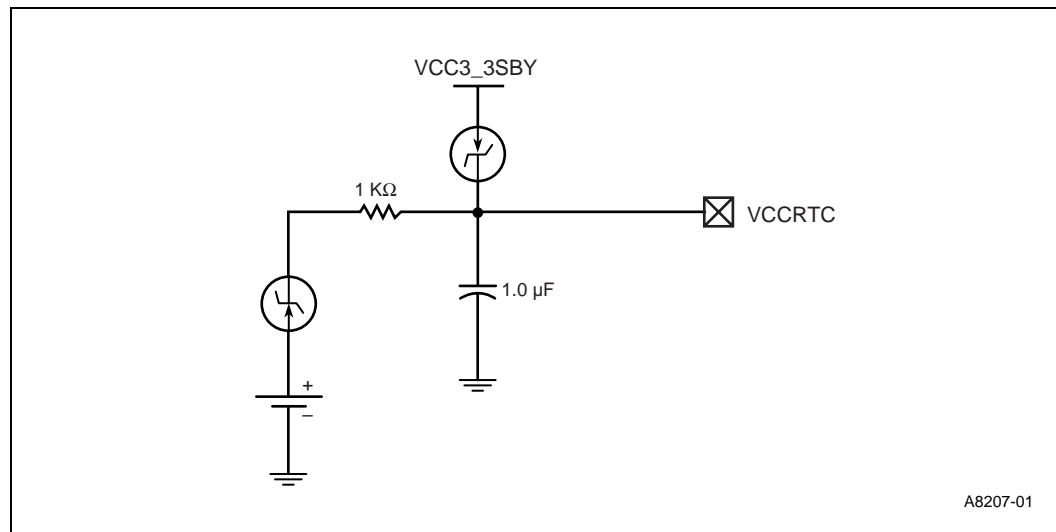 VCC3_3SBY
1 KΩ
VCCRTC
1.0 µF
+
–
A8207-01